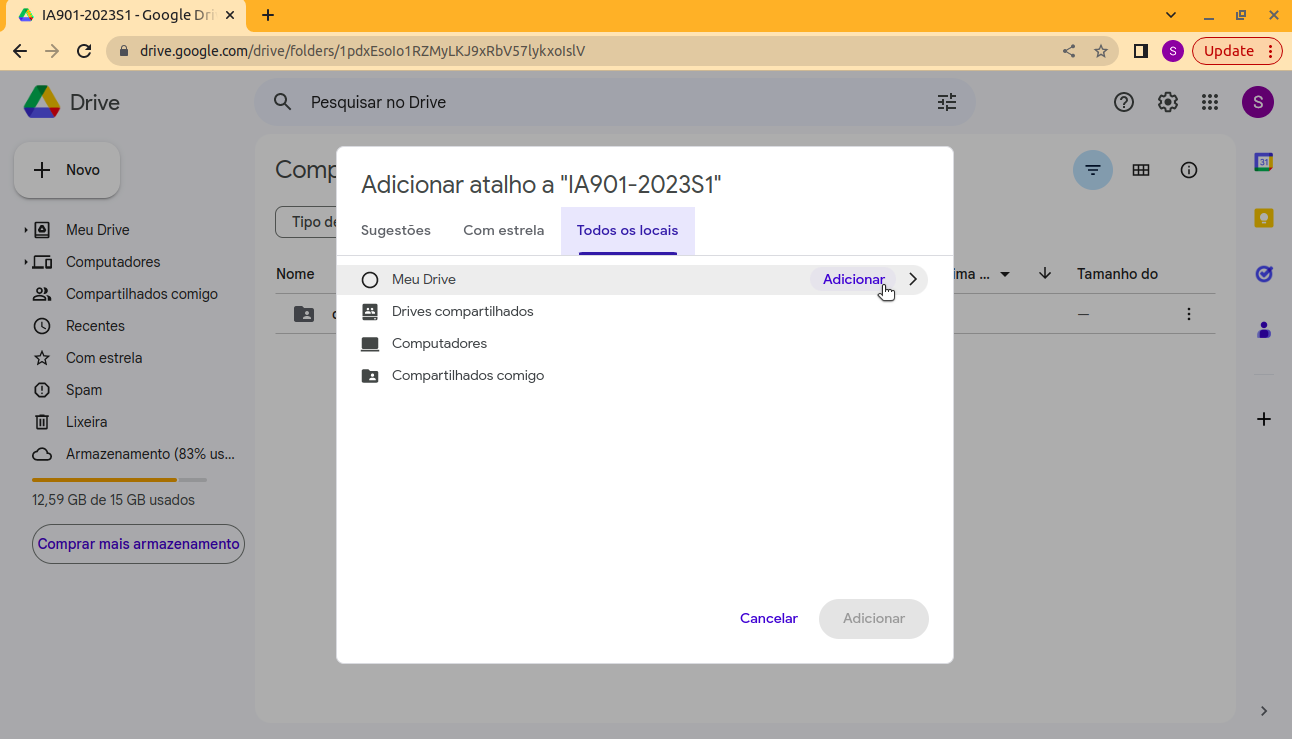 IA901-2023S1 - Google Dri
drive.google.com/drive/folders/1pdxEsoIo1RZMyLKJ9xRbV57lykxoIslV
S
Update
Drive
Pesquisar no Drive
S
Novo
Comp
Meu Drive
Computadores
Compartilhados comigo
Recentes
Com estrela
Spam
Lixeira
Armazenamento (83% us...
12,59 GB de 15 GB usados
Comprar mais armazenamento
Tipo de
Nome
ima ...
Tamanho do
—
31
Adicionar atalho a "IA901-2023S1"
Sugestões
Com estrela
Todos os locais
Meu Drive
Adicionar
Drives compartilhados
Computadores
Compartilhados comigo
Cancelar
Adicionar